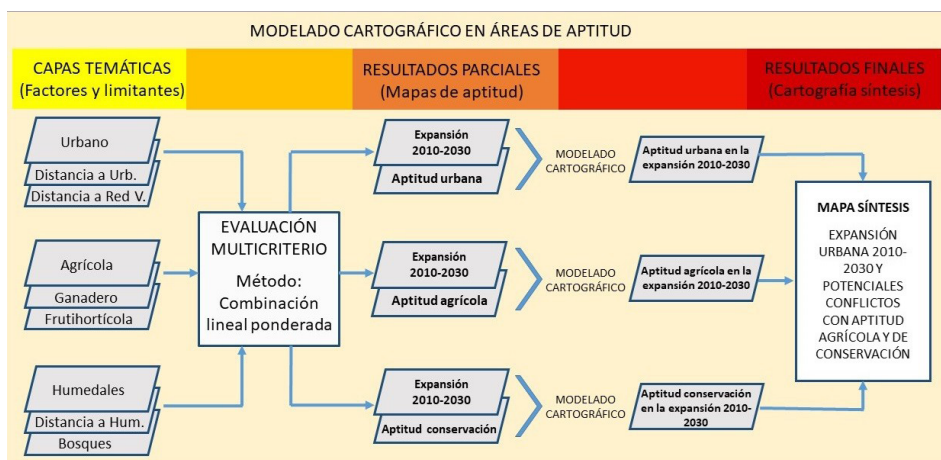 MODELADO CARTOGRÁFICO EN ÁREAS DE APTITUD
CAPAS TEMÁTICAS
(Factores y limitantes)
RESULTADOS PARCIALES
(Mapas de aptitud)
RESULTADOS FINALES
(Cartografía síntesis)
Urbano
Distancia a Urb.
Distancia a Red V.
Agrícola
Ganadero
Frutihortícola
Humedales
Distancia a Hum.
Bosques
EVALUACIÓN
MULTICRITERIO
Método:
Combinación
lineal ponderada
Expansión
2010-2030
Aptitud urbana
MODELADO
CARTOGRÁFICO
Aptitud urbana en la
expansión 2010-2030
Expansión
2010-2030
Aptitud agrícola
MODELADO
CARTOGRÁFICO
Aptitud agrícola en la
expansión 2010-2030
Expansión
2010-2030
Aptitud conservación
MODELADO
CARTOGRÁFICO
Aptitud conservación
en la expansión 2010-
2030
MAPA SÍNTESIS
EXPANSIÓN
URBANA 2010-
2030 Y
POTENCIALES
CONFLICTOS
CON APTITUD
AGRÍCOLA Y DE
CONSERVACIÓN